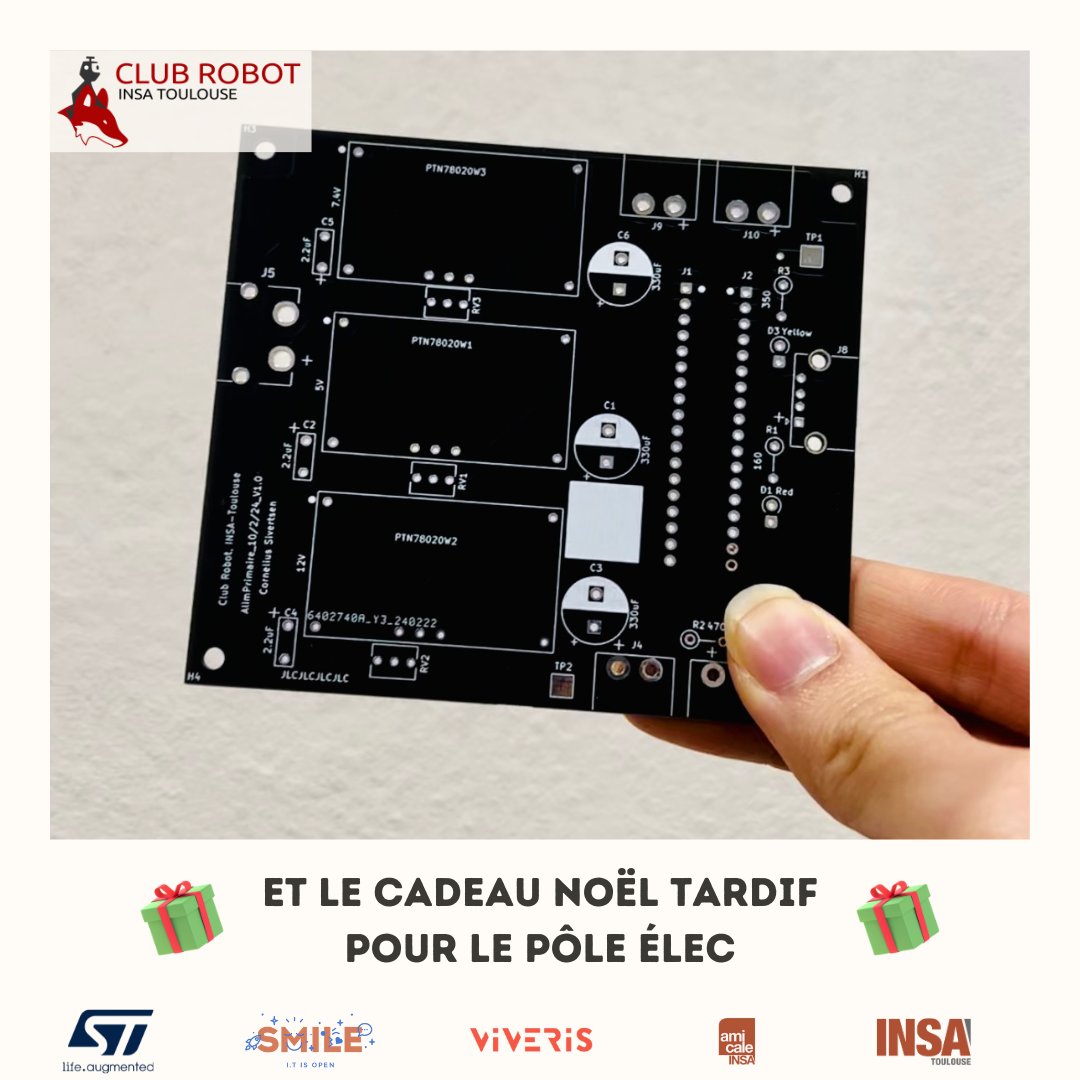 CLUB ROBOT
INSA TOULOUSE
H3
H1
PTN78020W3
7,4V
C5
2.2uF
+
RV3
J9
+
J10
+
TP1
C6
330uF
+
J1
J2
R3
350
D3 Yellow
J5
+
PTN78020W1
5V
C2
+
2.2uF
RV1
C1
330uF
+
J8
+
D-
R1
160
D1 Red
PTN78020W2
12V
Club Robot, INSA-Toulouse
AlimPrimaire_10/2/24_V1.0
Cornelius Sivertsen
C3
330uF
+
C4
+
2.2uF
6402740A_Y3_240222
RV2
R2 470
J4
+
+
TP2
H4
JLCJLCJLCJLC
ET LE CADEAU NOËL TARDIF
POUR LE PÔLE ÉLEC
ST
life.augmented
SMILE
I.T IS OPEN
ViVERiS
ami
cale
INSA
INSA
TOULOUSE